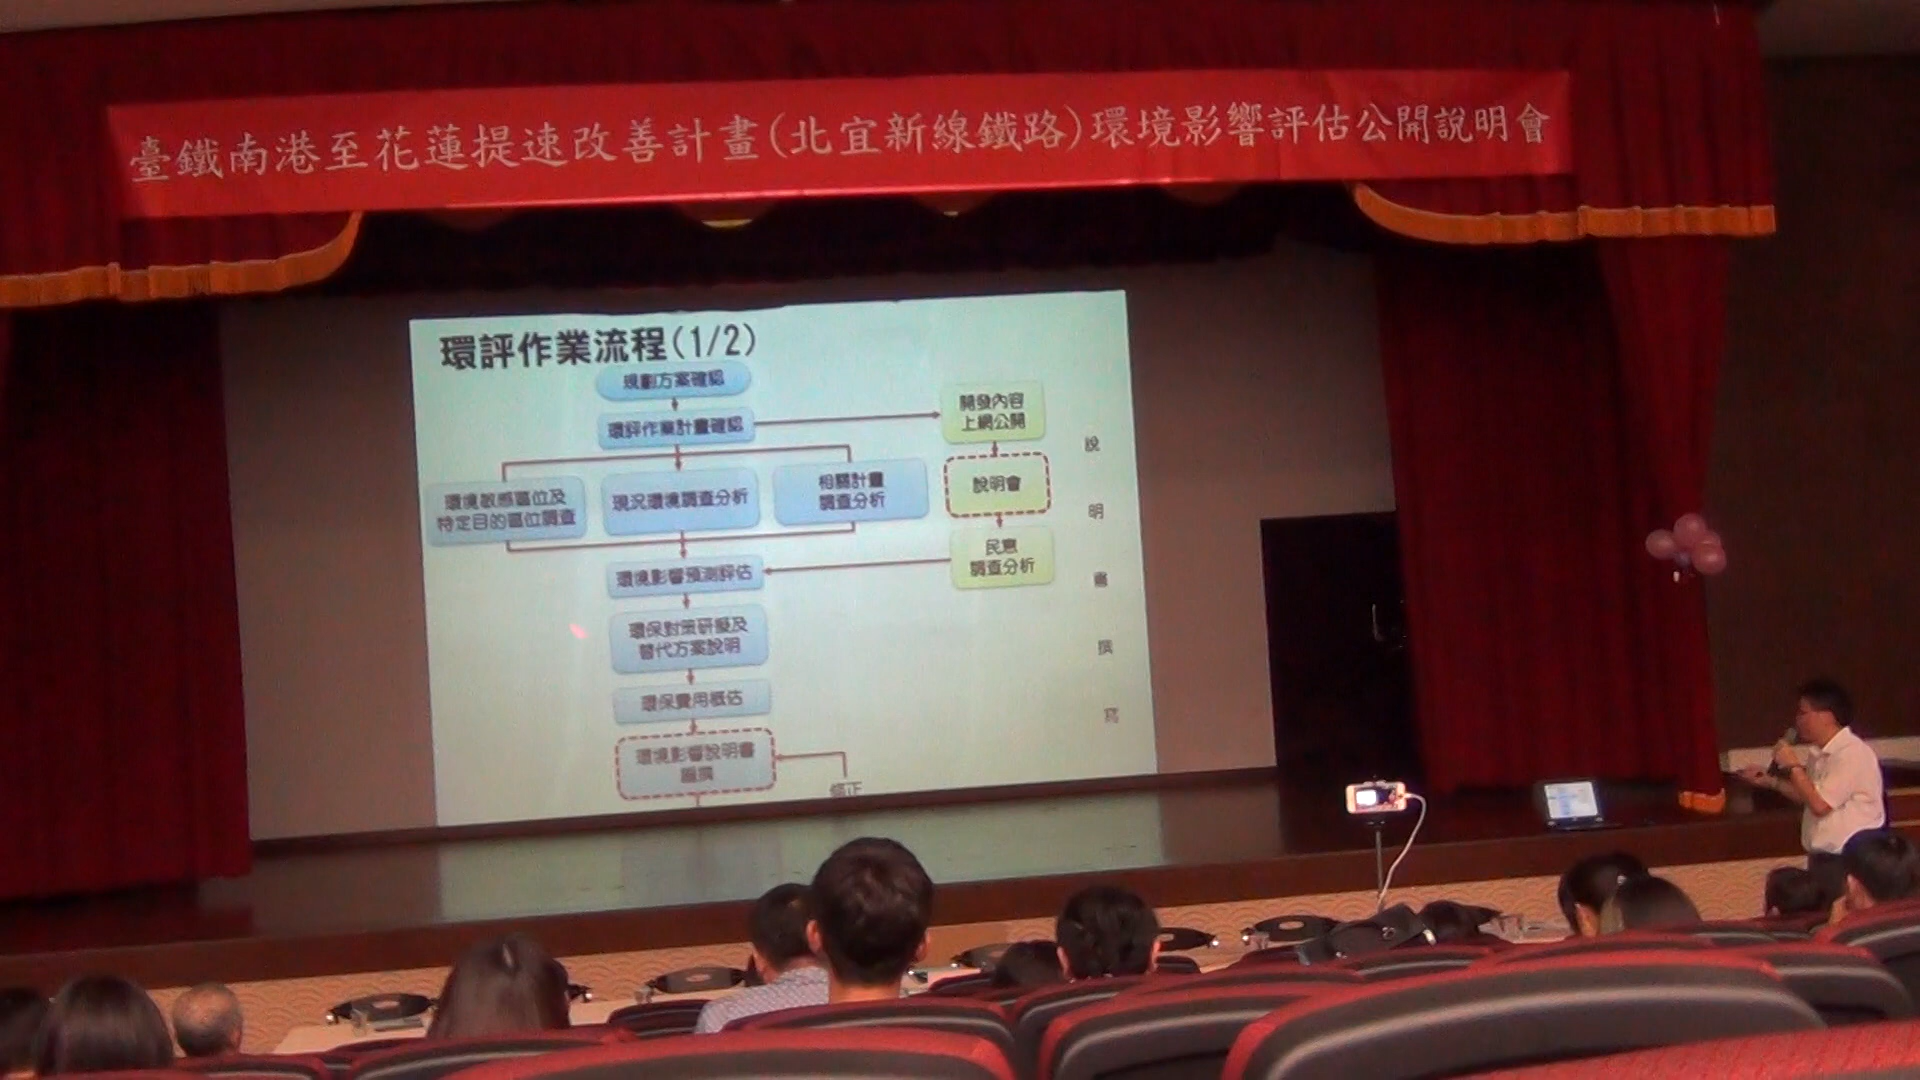 臺鐵南港至花蓮提速改善計畫(北宜新線鐵路)環境影響評估公開說明會
環評作業流程(1/2)
規劃方案確認
環評作業計畫確認
開發內容
上網公開
環境敏感區位及
特定目的區位調查
現況環境調查分析
相關計畫
調查分析
說明會
民意
調查分析
環境影響預測評估
環保對策研擬及
替代方案說明
環保費用概估
環境影響說明書
修正
說
明
書
撰
寫